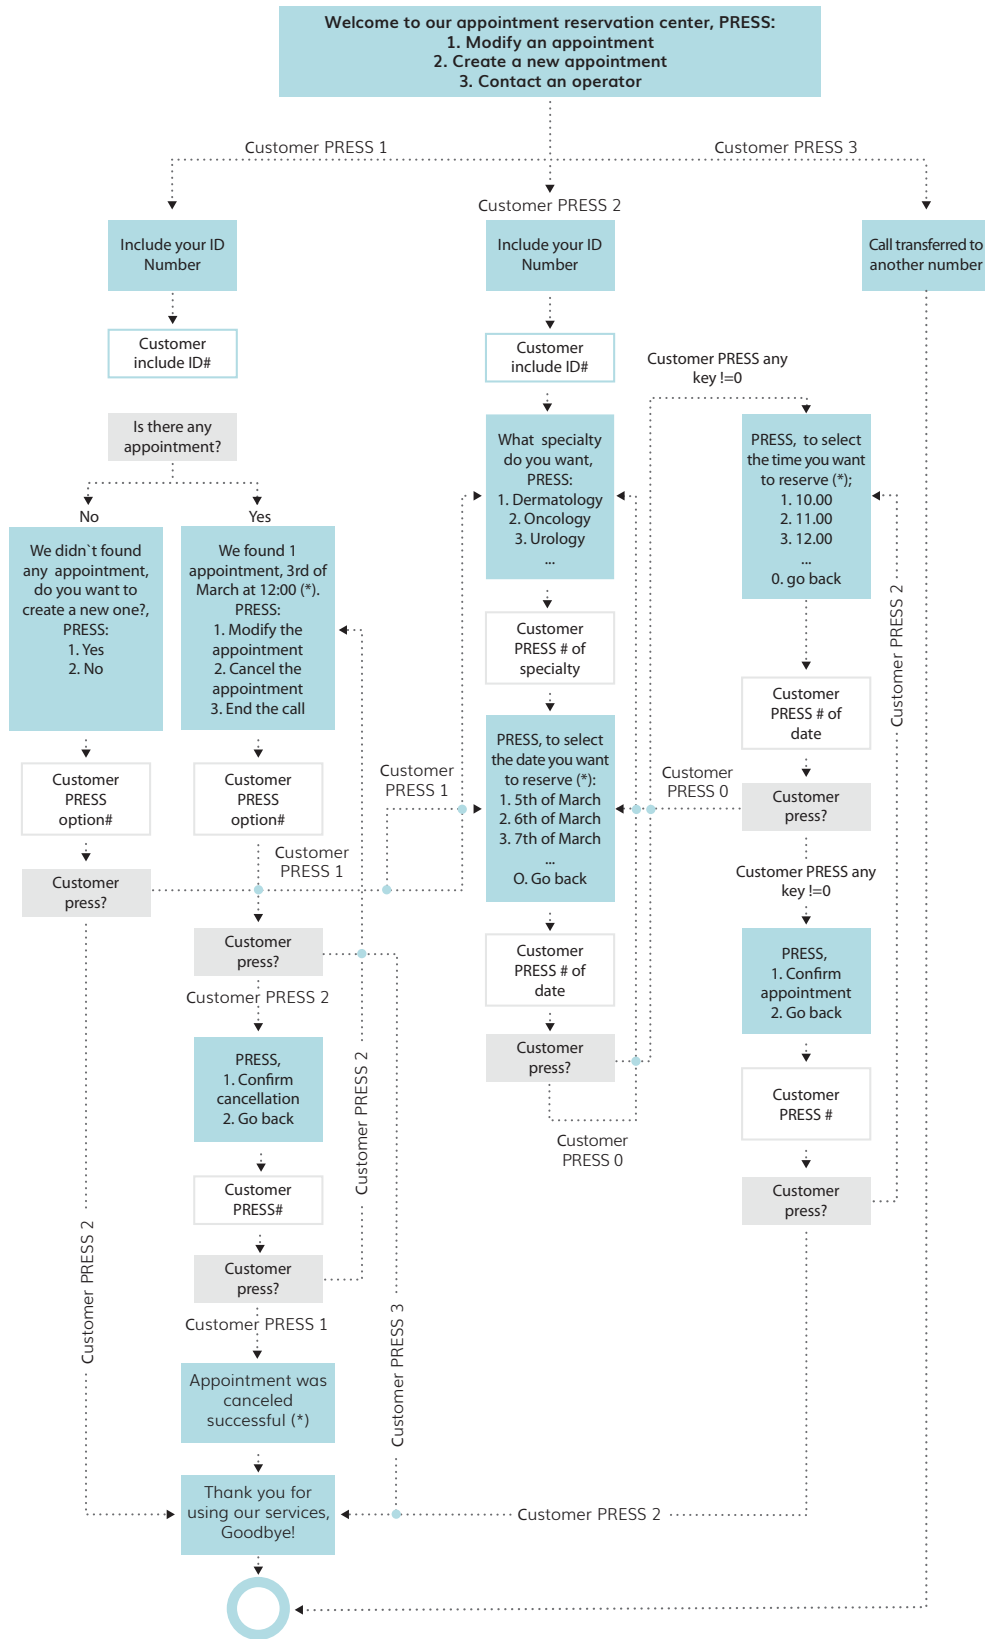 Welcome to our appointment reservation center, PRESS:
1. Modify an appointment
2. Create a new appointment
3. Contact an operator
Customer PRESS 1
Customer PRESS 2
Customer PRESS 3
Include your ID
Number
Customer
include ID#
Is there any
appointment?
No
We didn`t found
any appointment,
do you want to
create a new one?,
PRESS:
1. Yes
2. No
Customer
PRESS
option#
Customer
press?
Customer PRESS 2
Yes
We found 1
appointment, 3rd of
March at 12:00 (*).
PRESS:
1. Modify the
appointment
2. Cancel the
appointment
3. End the call
Customer
PRESS
option#
Customer
PRESS 1
Customer
PRESS 1
Customer
press?
Customer PRESS 2
PRESS,
1. Confirm
cancellation
2. Go back
Customer
PRESS#
Customer
press?
Customer PRESS 2
Customer PRESS 3
Customer PRESS 1
Appointment was
canceled
successful (*)
Thank you for
using our services,
Goodbye!
Include your ID
Number
Customer
include ID#
What specialty
do you want,
PRESS:
1. Dermatology
2. Oncology
3. Urology
...
Customer
PRESS # of
specialty
PRESS, to select
the date you want
to reserve (*):
1. 5th of March
2. 6th of March
3. 7th of March
...
O. Go back
Customer
PRESS # of
date
Customer
press?
Customer
PRESS 0
Customer PRESS any
key !=0
Call transferred to
another number
PRESS, to select
the time you want
to reserve (*);
1. 10.00
2. 11.00
3. 12.00
...
0. go back
Customer
PRESS # of
date
Customer
PRESS 0
Customer
press?
Customer PRESS any
key !=0
PRESS,
1. Confirm
appointment
2. Go back
Customer
PRESS #
Customer
press?
Customer PRESS 2
Customer PRESS 2